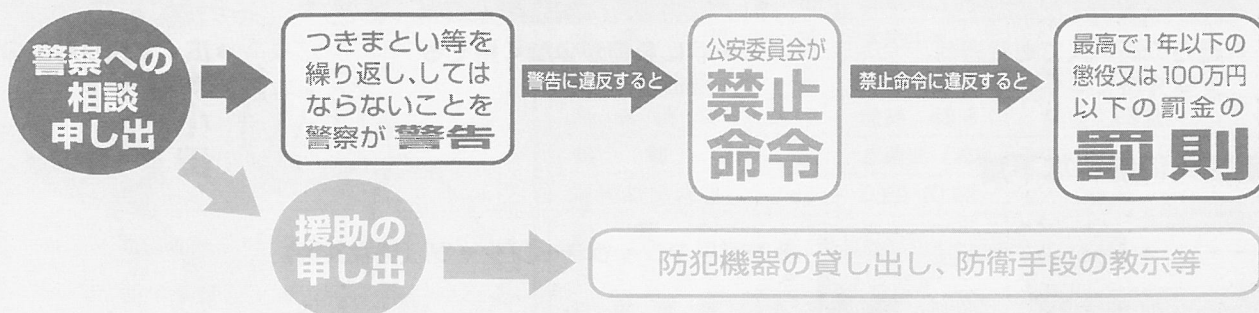 警察への
相談
申し出
つきまとい等を
繰り返し、しては
ならないことを
警察が 警告
警告に違反すると
公安委員会が
禁止
命令
禁止命令に違反すると
最高で1年以下の
懲役又は100万円
以下の罰金の
罰則
援助の
申し出
防犯機器の貸し出し、防衛手段の教示等